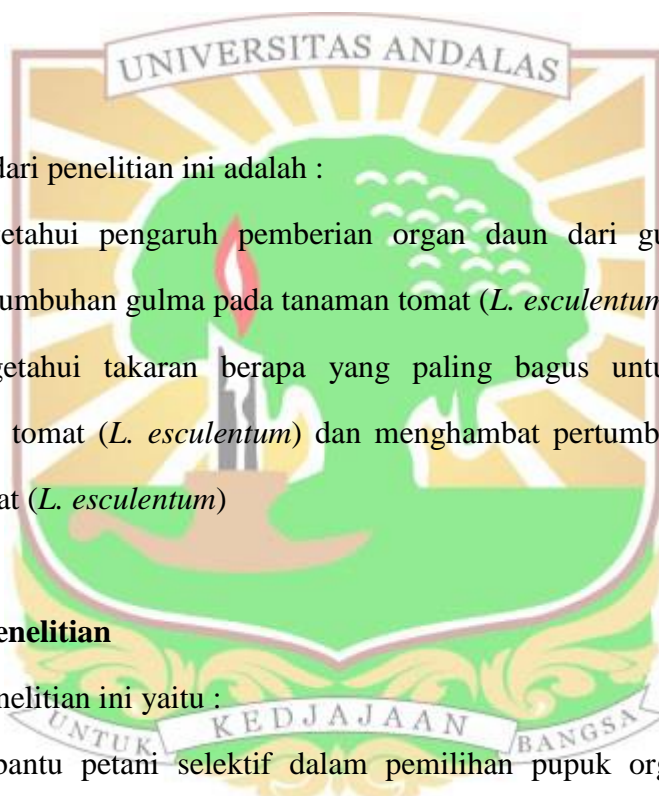 UNIVERSITAS ANDALAS
dari penelitian ini adalah :
etahui pengaruh pemberian organ daun dari gu
umbuhan gulma pada tanaman tomat (L. esculentum
getahui takaran berapa yang paling bagus untu
tomat (L. esculentum) dan menghambat pertumb
at (L. esculentum)
enelitian
nelitian ini yaitu :
UNTUK KEDJAJAAN BANGSA
bantu petani selektif dalam pemilihan pupuk org